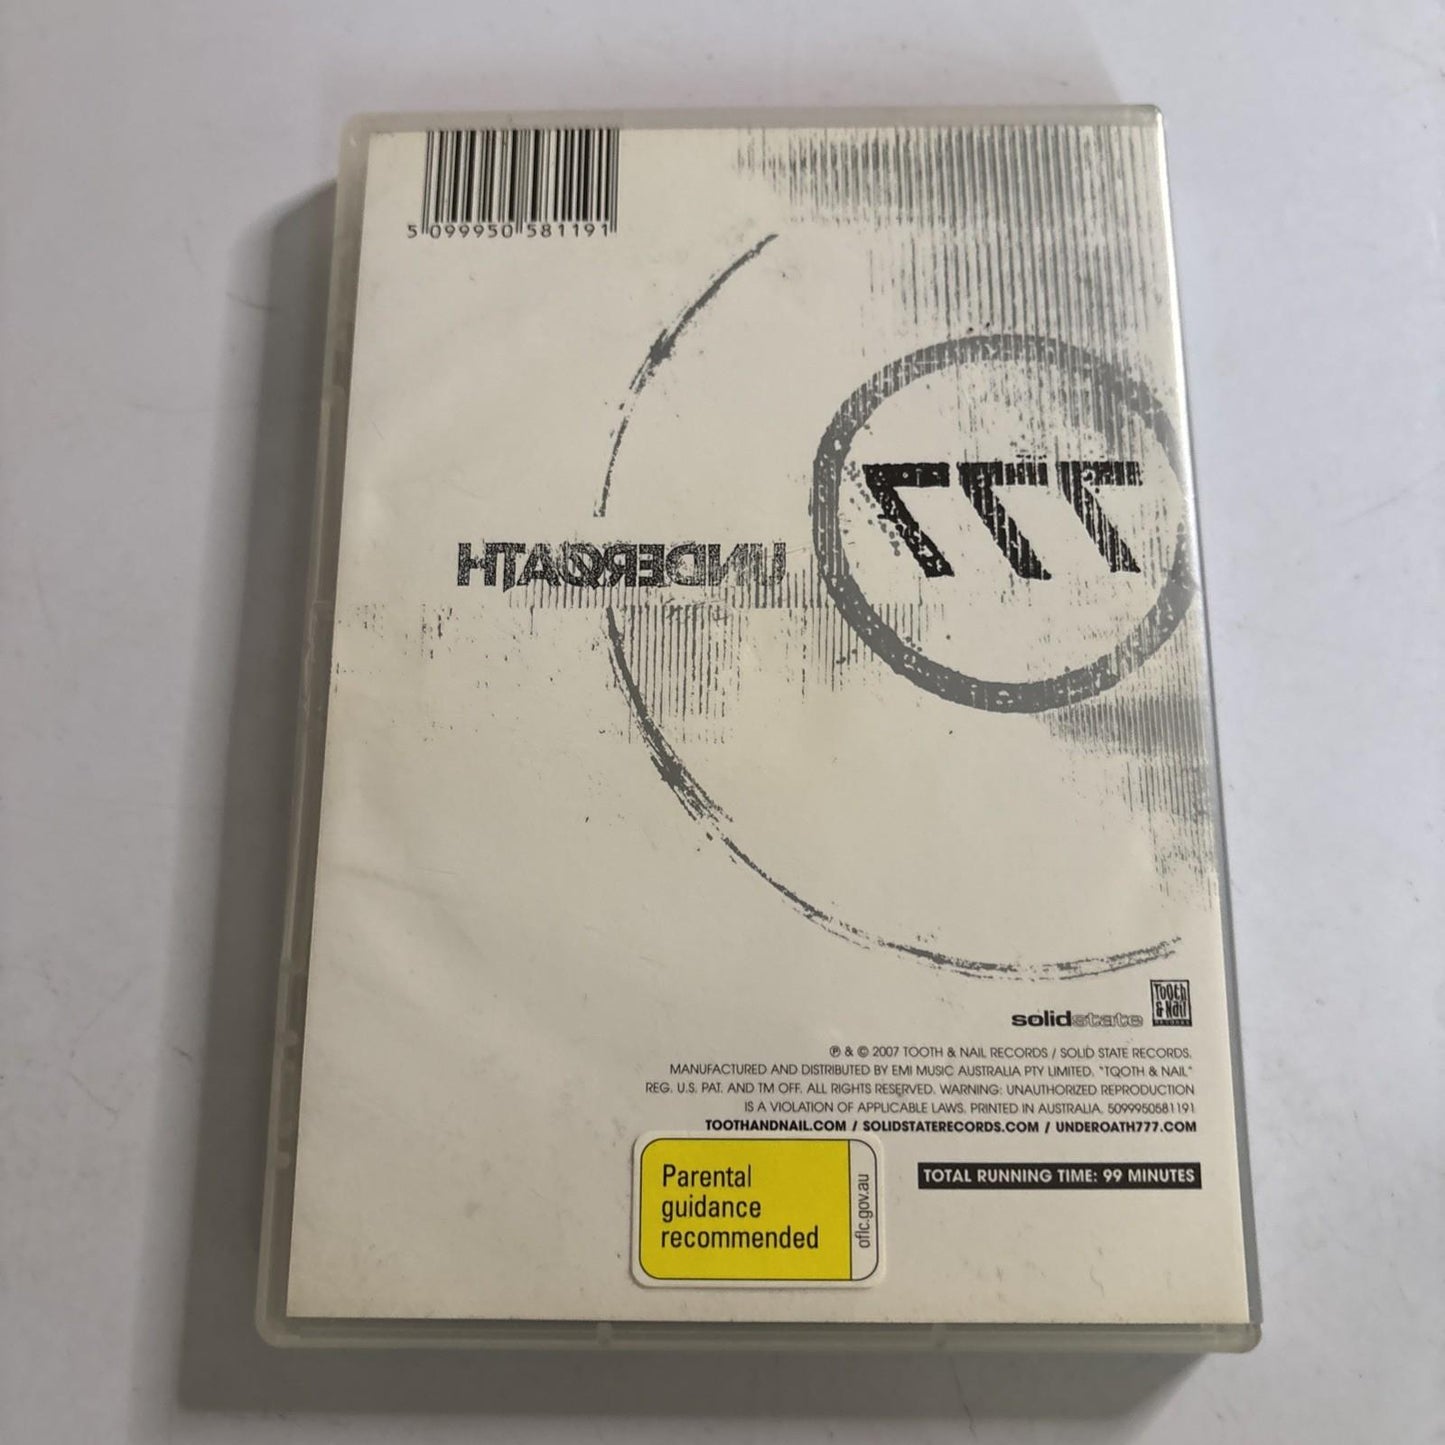 5 099950 581191
777
UNDEROATH
solidstate
Tooth
& Nail
RECORDS
℗ & © 2007 TOOTH & NAIL RECORDS / SOLID STATE RECORDS.
MANUFACTURED AND DISTRIBUTED BY EMI MUSIC AUSTRALIA PTY LIMITED. "TOOTH & NAIL"
REG. U.S. PAT. AND TM OFF. ALL RIGHTS RESERVED. WARNING: UNAUTHORIZED REPRODUCTION
IS A VIOLATION OF APPLICABLE LAWS. PRINTED IN AUSTRALIA. 5099950581191
TOOTHANDNAIL.COM / SOLIDSTATERECORDS.COM / UNDEROATH777.COM
TOTAL RUNNING TIME: 99 MINUTES
Parental
guidance
recommended
oflc.gov.au